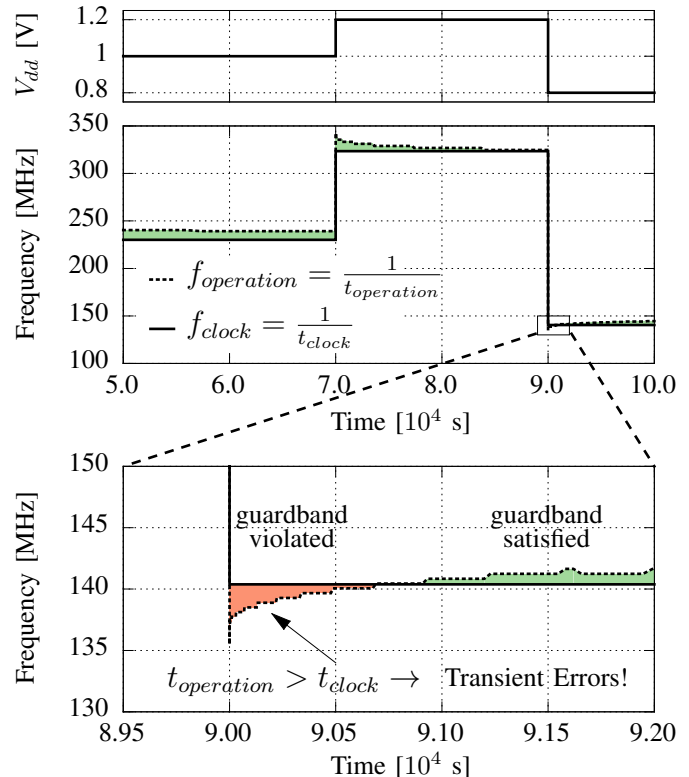 V_dd [V]
1.2
1.0
0.8
Frequency [MHz]
350
300
250
200
150
100
f_operation = 1/t_operation
f_clock = 1/t_clock
5.0 6.0 7.0 8.0 9.0 10.0
Time [10^4 s]
Frequency [MHz]
150
145
140
135
130
guardband
violated
guardband
satisfied
t_operation > t_clock → Transient Errors!
8.95 9.00 9.05 9.10 9.15 9.20
Time [10^4 s]